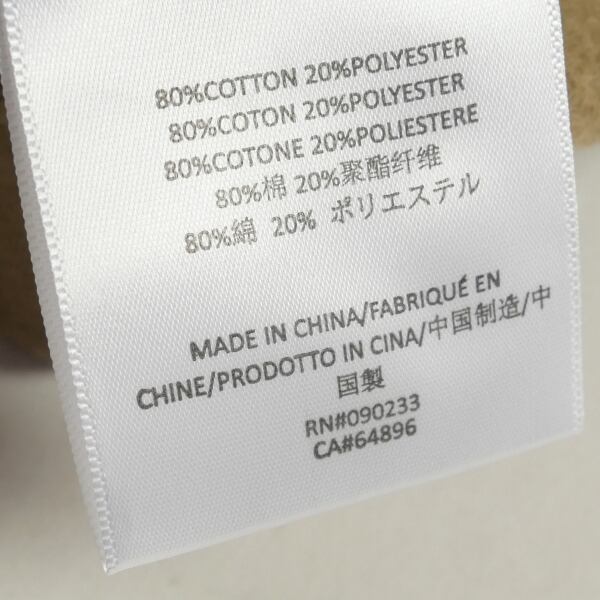 80%COTTON 20%POLYESTER
80%COTON 20%POLYESTER
80%COTONE 20%POLIESTERE
80%棉 20%聚酯纤维
80%綿 20% ポリエステル
MADE IN CHINA/FABRIQUÉ EN
CHINE/PRODOTTO IN CINA/中国制造/中
国製
RN#090233
CA#64896